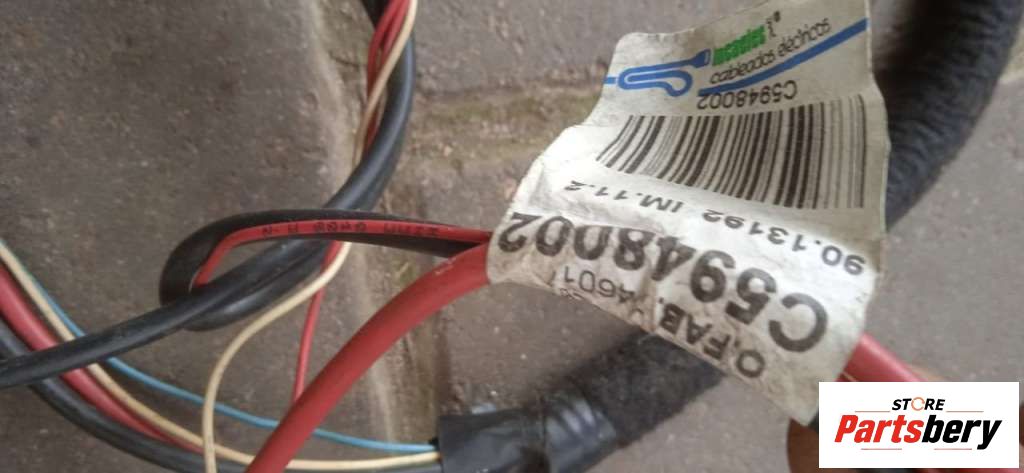 cableados eléctricos
C5948002
90.13192 IM.11.2
C5948002
O.FAB.
STORE
Partsbery